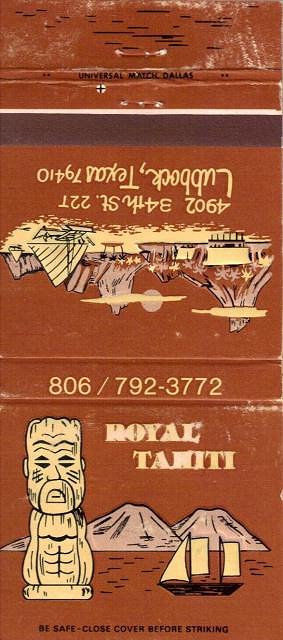 UNIVERSAL MATCH, DALLAS
4902 34th St. 22T
Lubbock, Texas 79410
806 / 792-3772
ROYAL
TAHITI
BE SAFE-CLOSE COVER BEFORE STRIKING